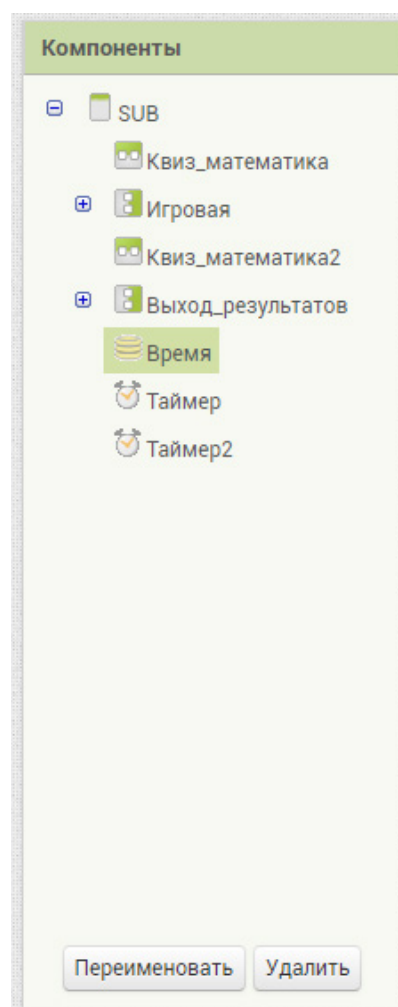 Компоненты
SUB
Квиз_математика
Игровая
Квиз_математика2
Выход_результатов
Время
Таймер
Таймер2
Переименовать Удалить